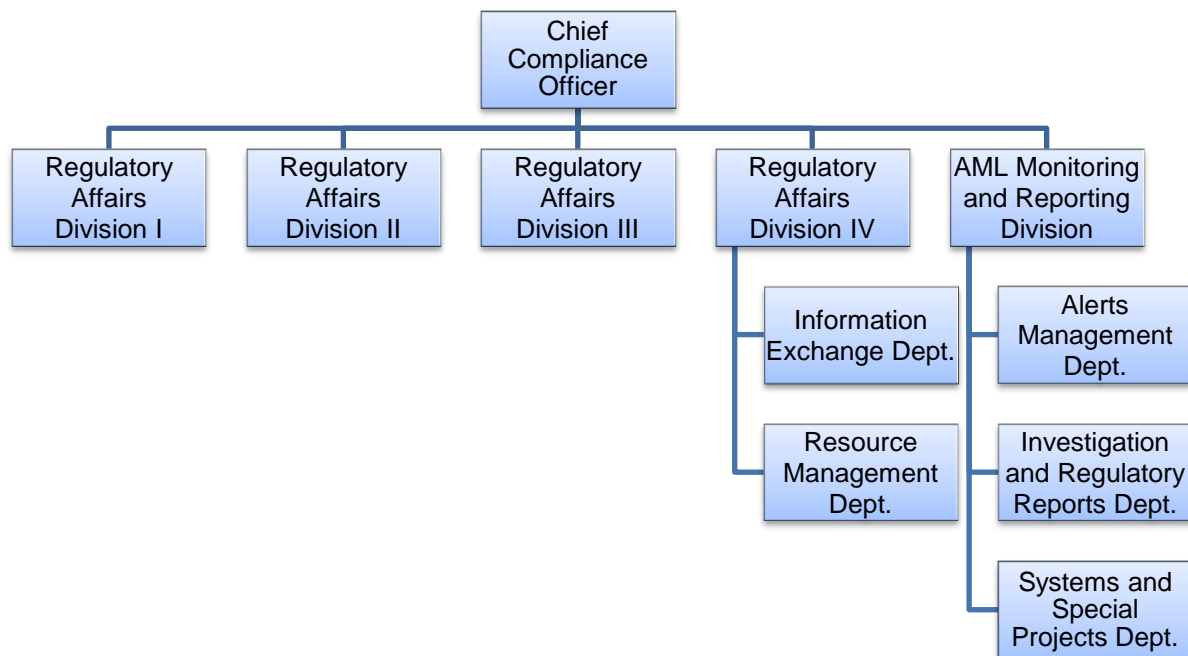 Chief
Compliance
Officer
Regulatory
Affairs
Division I
Regulatory
Affairs
Division II
Regulatory
Affairs
Division III
Regulatory
Affairs
Division IV
AML Monitoring
and Reporting
Division
Information
Exchange Dept.
Resource
Management
Dept.
Alerts
Management
Dept.
Investigation
and Regulatory
Reports Dept.
Systems and
Special
Projects Dept.